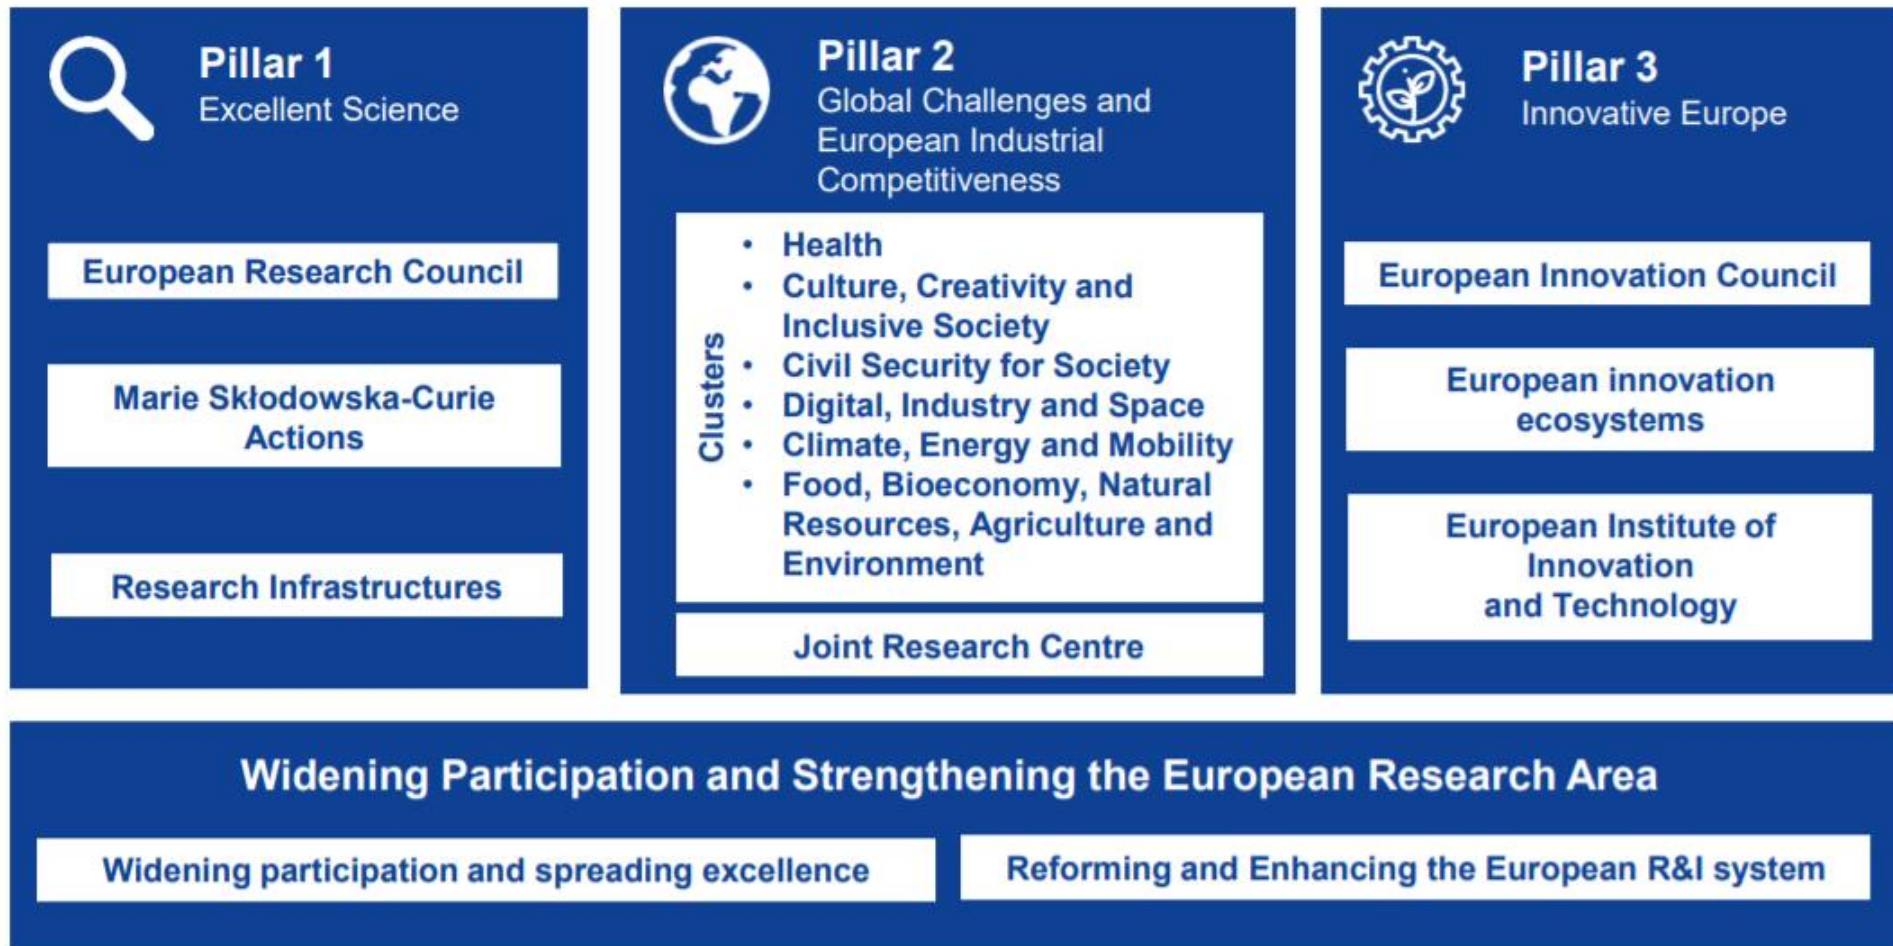 Pillar 1
Excellent Science
European Research Council
Marie Skłodowska-Curie
Actions
Research Infrastructures
Pillar 2
Global Challenges and
European Industrial
Competitiveness
Clusters
• Health
• Culture, Creativity and
Inclusive Society
• Civil Security for Society
• Digital, Industry and Space
• Climate, Energy and Mobility
• Food, Bioeconomy, Natural
Resources, Agriculture and
Environment
Joint Research Centre
Pillar 3
Innovative Europe
European Innovation Council
European innovation
ecosystems
European Institute of
Innovation
and Technology
Widening Participation and Strengthening the European Research Area
Widening participation and spreading excellence
Reforming and Enhancing the European R&I system